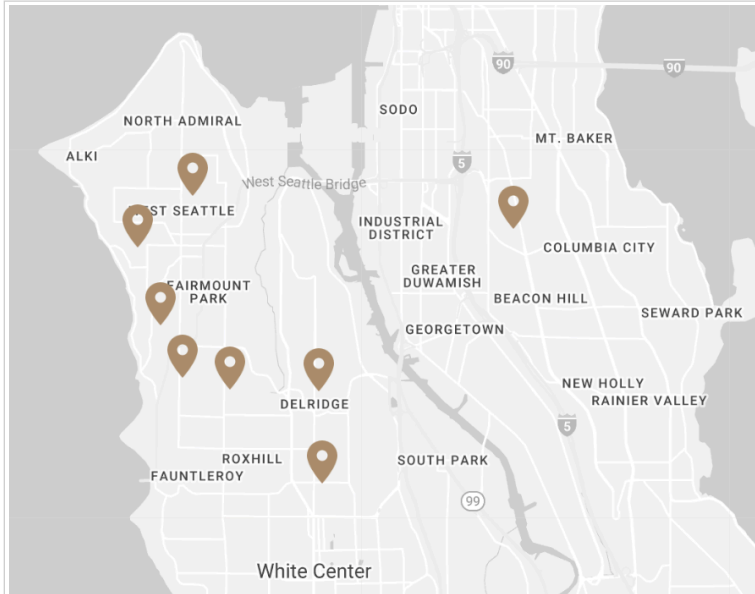 90
90
SODO
NORTH ADMIRAL
MT. BAKER
ALKI
5
West Seattle Bridge
EST SEATTLE
INDUSTRIAL
DISTRICT
COLUMBIA CITY
GREATER
DUWAMISH
FAIRMOUNT
PARK
BEACON HILL
SEWARD PARK
GEORGETOWN
NEW HOLLY
RAINIER VALLEY
DELRIDGE
5
ROXHILL
SOUTH PARK
FAUNTLEROY
99
White Center